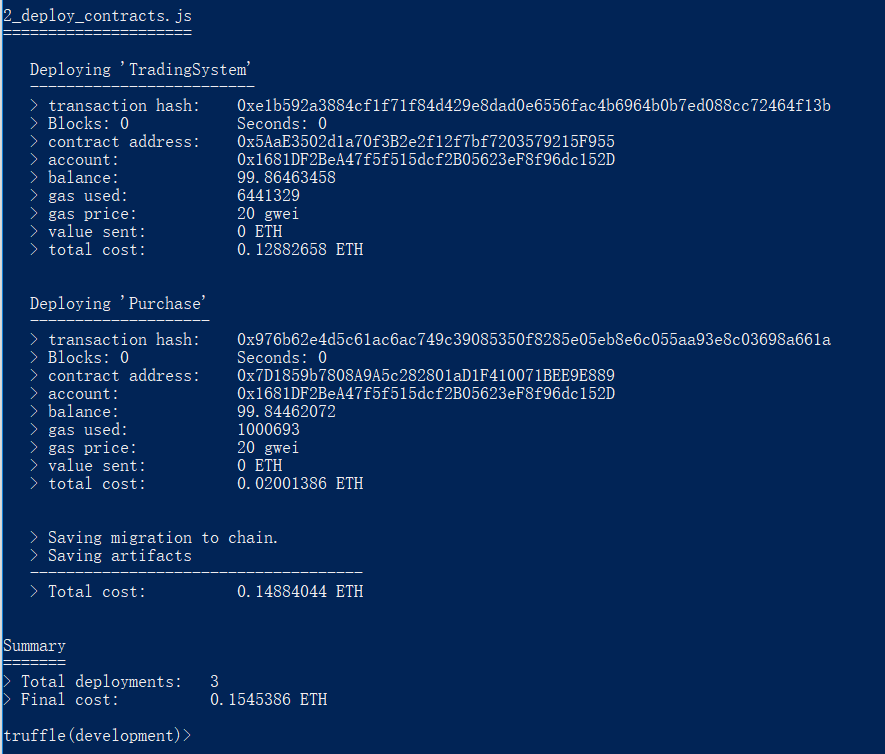 2_deploy_contracts.js
=====================
Deploying 'TradingSystem'
-------------------------
> transaction hash: 0xe1b592a3884cf1f71f84d429e8dad0e6556fac4b6964b0b7ed088cc72464f13b
> Blocks: 0 Seconds: 0
> contract address: 0x5AaE3502d1a70f3B2e2f12f7bf7203579215F955
> account: 0x1681DF2BeA47f5f515dcf2B05623eF8f96dc152D
> balance: 99.86463458
> gas used: 6441329
> gas price: 20 gwei
> value sent: 0 ETH
> total cost: 0.12882658 ETH
Deploying 'Purchase'
--------------------
> transaction hash: 0x976b62e4d5c61ac6ac749c39085350f8285e05eb8e6c055aa93e8c03698a661a
> Blocks: 0 Seconds: 0
> contract address: 0x7D1859b7808A9A5c282801aD1F410071BEE9E889
> account: 0x1681DF2BeA47f5f515dcf2B05623eF8f96dc152D
> balance: 99.84462072
> gas used: 1000693
> gas price: 20 gwei
> value sent: 0 ETH
> total cost: 0.02001386 ETH
> Saving migration to chain.
> Saving artifacts
-------------------------------------
> Total cost: 0.14884044 ETH
Summary
=======
> Total deployments: 3
> Final cost: 0.1545386 ETH
truffle(development)>